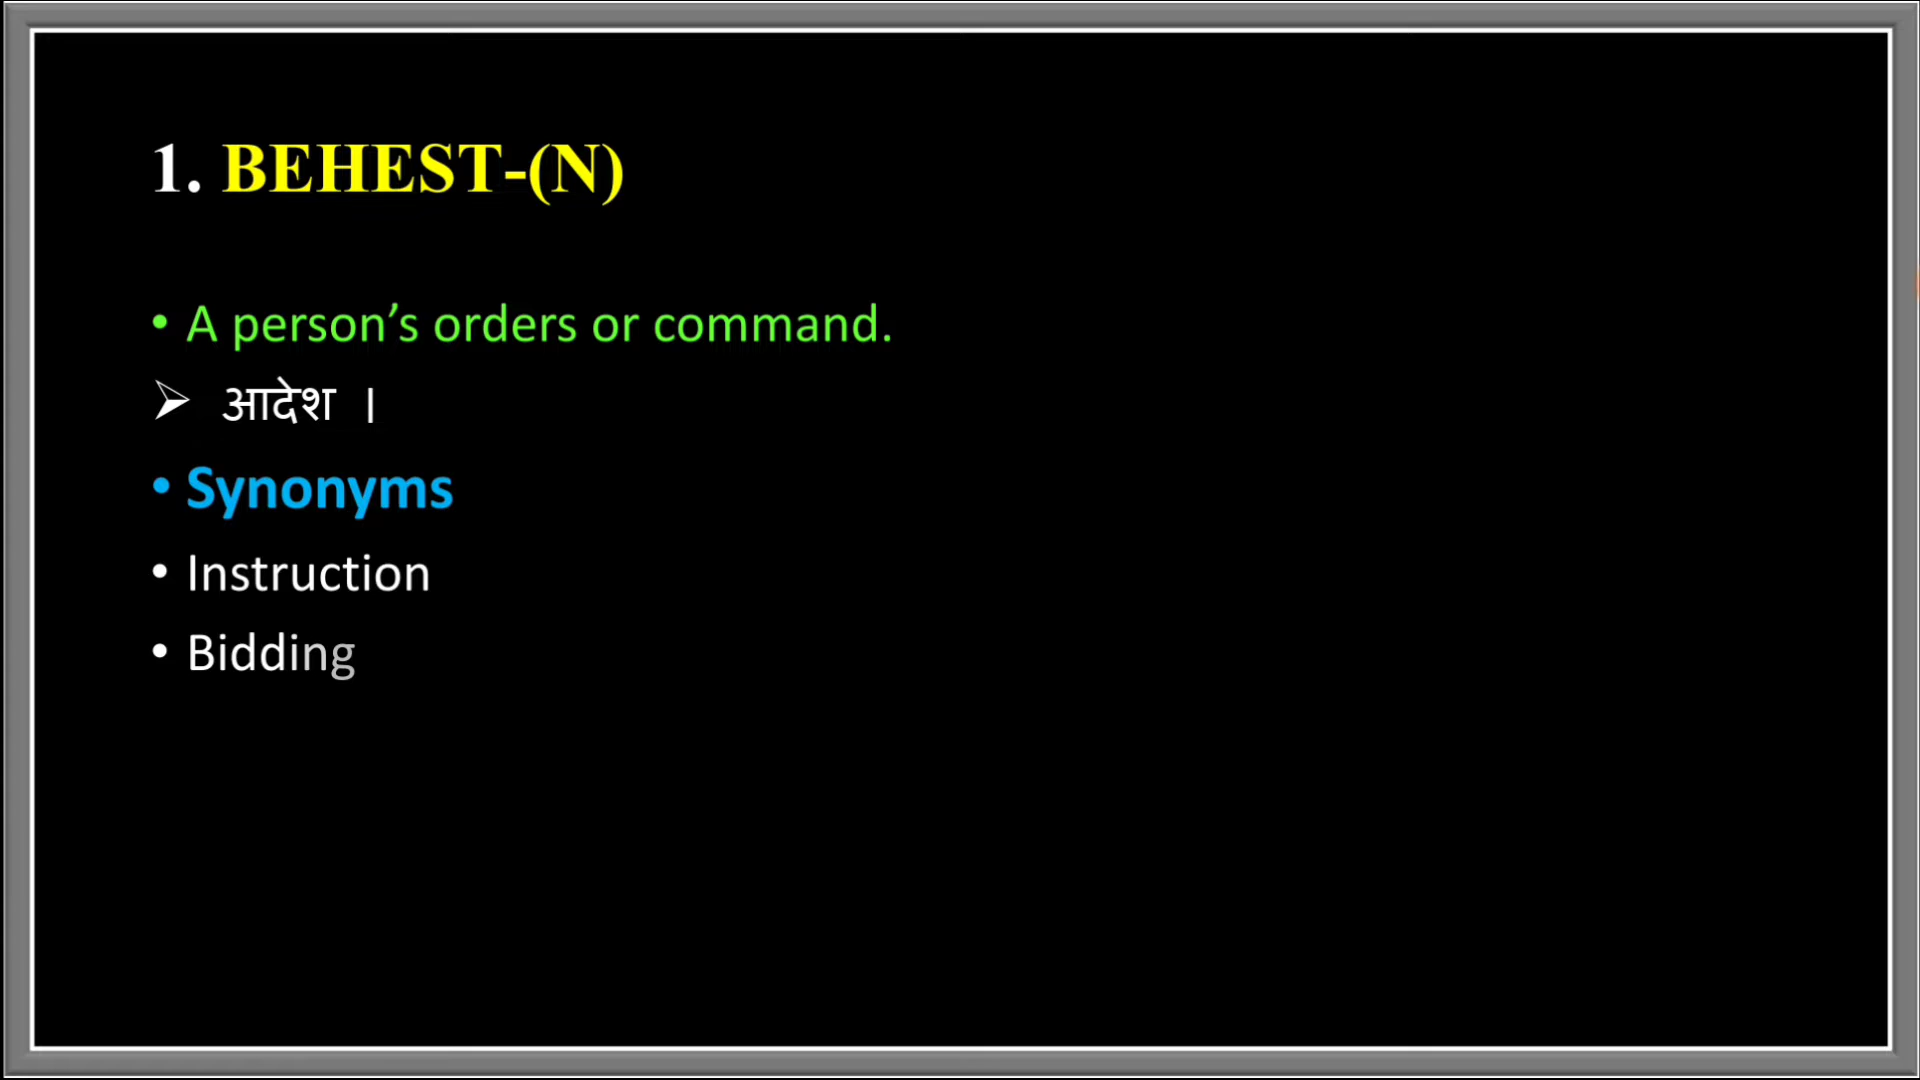 1. BEHEST-(N)
• A person’s orders or command.
➢ आदेश ।
• Synonyms
• Instruction
• Bidding